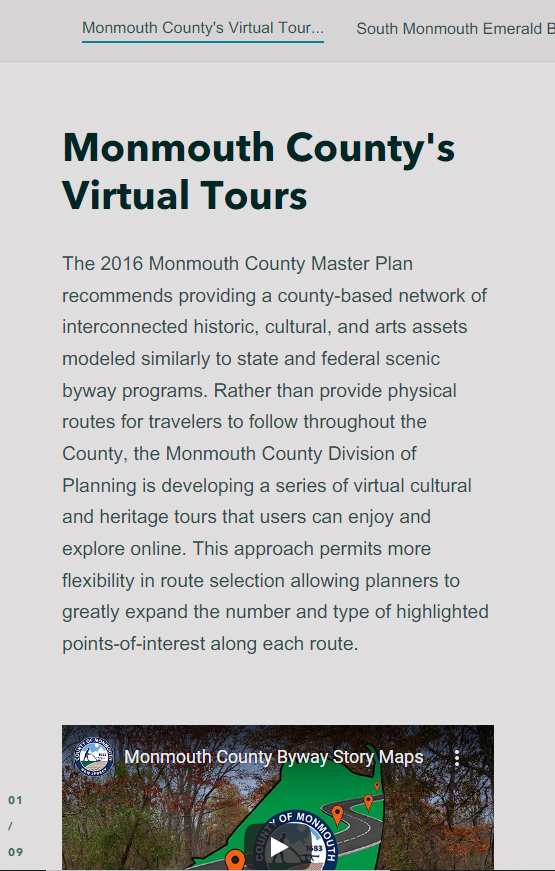 Monmouth County's Virtual Tour...
South Monmouth Emerald B
Monmouth County's
Virtual Tours
The 2016 Monmouth County Master Plan
recommends providing a county-based network of
interconnected historic, cultural, and arts assets
modeled similarly to state and federal scenic
byway programs. Rather than provide physical
routes for travelers to follow throughout the
County, the Monmouth County Division of
Planning is developing a series of virtual cultural
and heritage tours that users can enjoy and
explore online. This approach permits more
flexibility in route selection allowing planners to
greatly expand the number and type of highlighted
points-of-interest along each route.
Monmouth County Byway Story Maps
COUNTY OF MONMOUTH
COUNTY OF MONMOUTH
1683
01
/
09